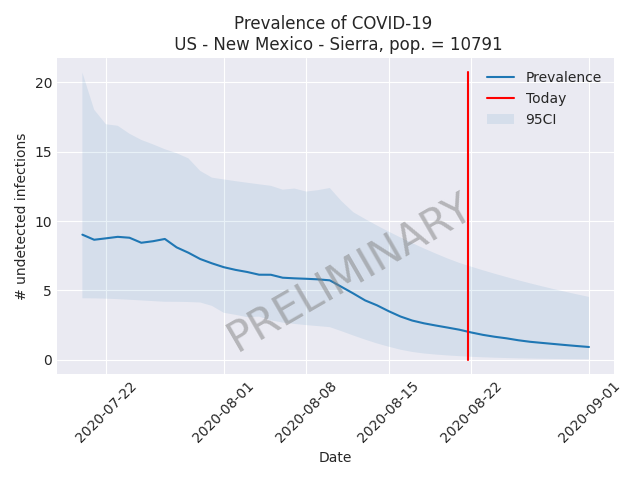 Prevalence of COVID-19
US - New Mexico - Sierra, pop. = 10791
# undetected infections
20
15
10
5
0
Prevalence
Today
95CI
PRELIMINARY
2020-07-22
2020-08-01
2020-08-08
2020-08-15
2020-08-22
2020-09-01
Date